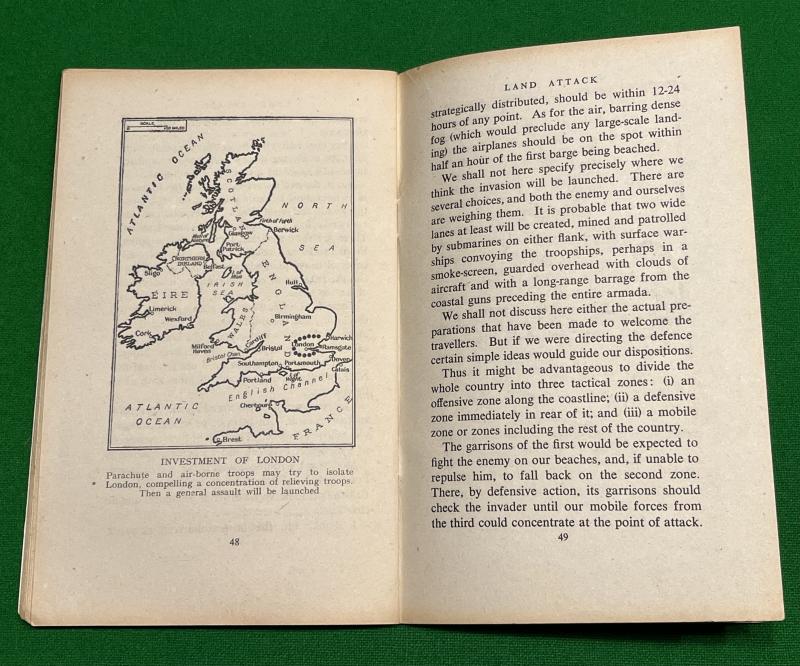 SCALE
ATLANTIC OCEAN
SCOTLAND
NORTH
SEA
Firth of Forth
Glasgow
Berwick
Port-
Patrick
NORTHERN
IRELAND
Belfast
Sligo
I. of
Man
IRISH
SEA
ENGLAND
EIRE
Limerick
Wexford
Cork
Hull
Birmingham
WALES
Milford
Haven
Cardiff
Bristol
Bristol Chan.
London
Harwich
Ramsgate
Dover
Calais
Southampton
Portsmouth
Portland
I. of
Wight
English Channel
Cherbourg
ATLANTIC
OCEAN
Brest
FRANCE
INVESTMENT OF LONDON
Parachute and air-borne troops may try to isolate
London, compelling a concentration of relieving troops.
Then a general assault will be launched
48
LAND ATTACK
strategically distributed, should be within 12-24
hours of any point. As for the air, barring dense
fog (which would preclude any large-scale land-
ing) the airplanes should be on the spot within
half an hour of the first barge being beached.
We shall not here specify precisely where we
think the invasion will be launched. There are
several choices, and both the enemy and ourselves
are weighing them. It is probable that two wide
lanes at least will be created, mined and patrolled
by submarines on either flank, with surface war-
ships convoying the troopships, perhaps in a
smoke-screen, guarded overhead with clouds of
aircraft and with a long-range barrage from the
coastal guns preceding the entire armada.
We shall not discuss here either the actual pre-
parations that have been made to welcome the
travellers. But if we were directing the defence
certain simple ideas would guide our dispositions.
Thus it might be advantageous to divide the
whole country into three tactical zones: (i) an
offensive zone along the coastline; (ii) a defensive
zone immediately in rear of it; and (iii) a mobile
zone or zones including the rest of the country.
The garrisons of the first would be expected to
fight the enemy on our beaches, and, if unable to
repulse him, to fall back on the second zone.
There, by defensive action, its garrisons should
check the invader until our mobile forces from
the third could concentrate at the point of attack.
49